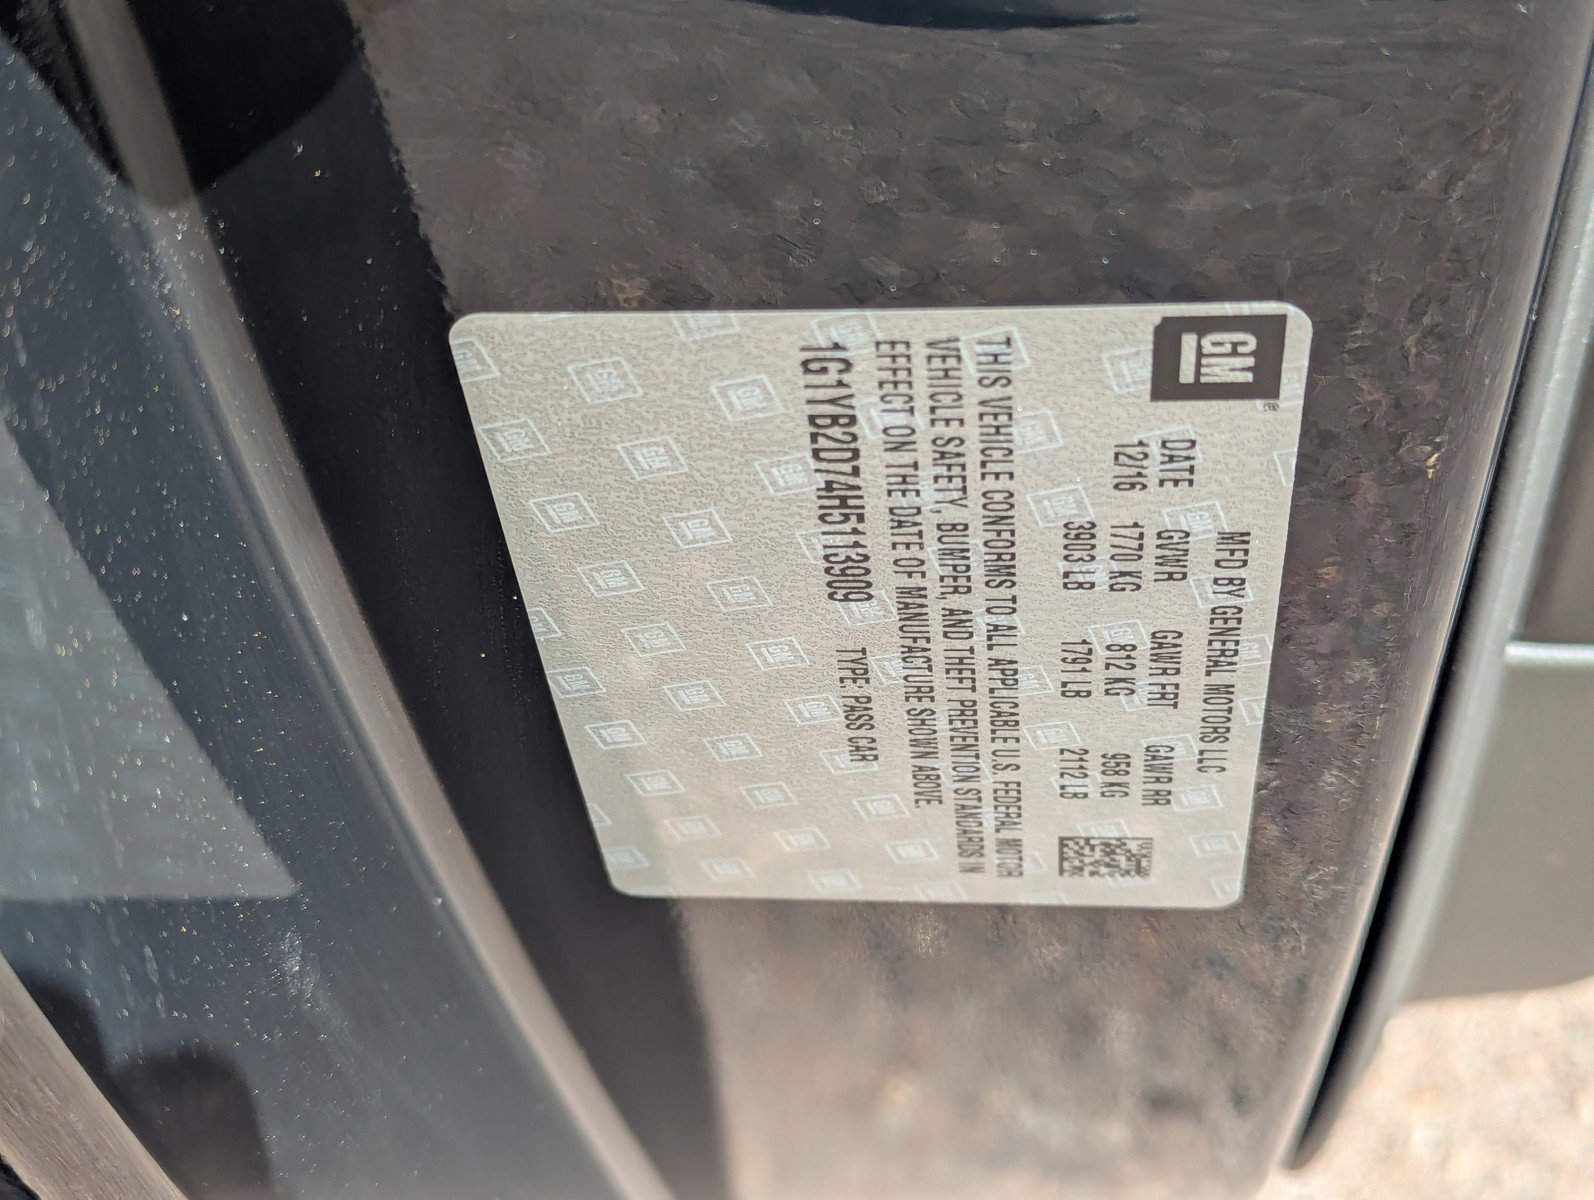 GM
MFD BY GENERAL MOTORS LLC
DATE GVWR GAWR FRT GAWR RR
12/16 1770 KG 812 KG 958 KG
3903 LB 1791 LB 2112 LB
THIS VEHICLE CONFORMS TO ALL APPLICABLE U.S. FEDERAL MOTOR
VEHICLE SAFETY, BUMPER, AND THEFT PREVENTION STANDARDS IN
EFFECT ON THE DATE OF MANUFACTURE SHOWN ABOVE.
1G1YB2D74H5113909 TYPE: PASS CAR